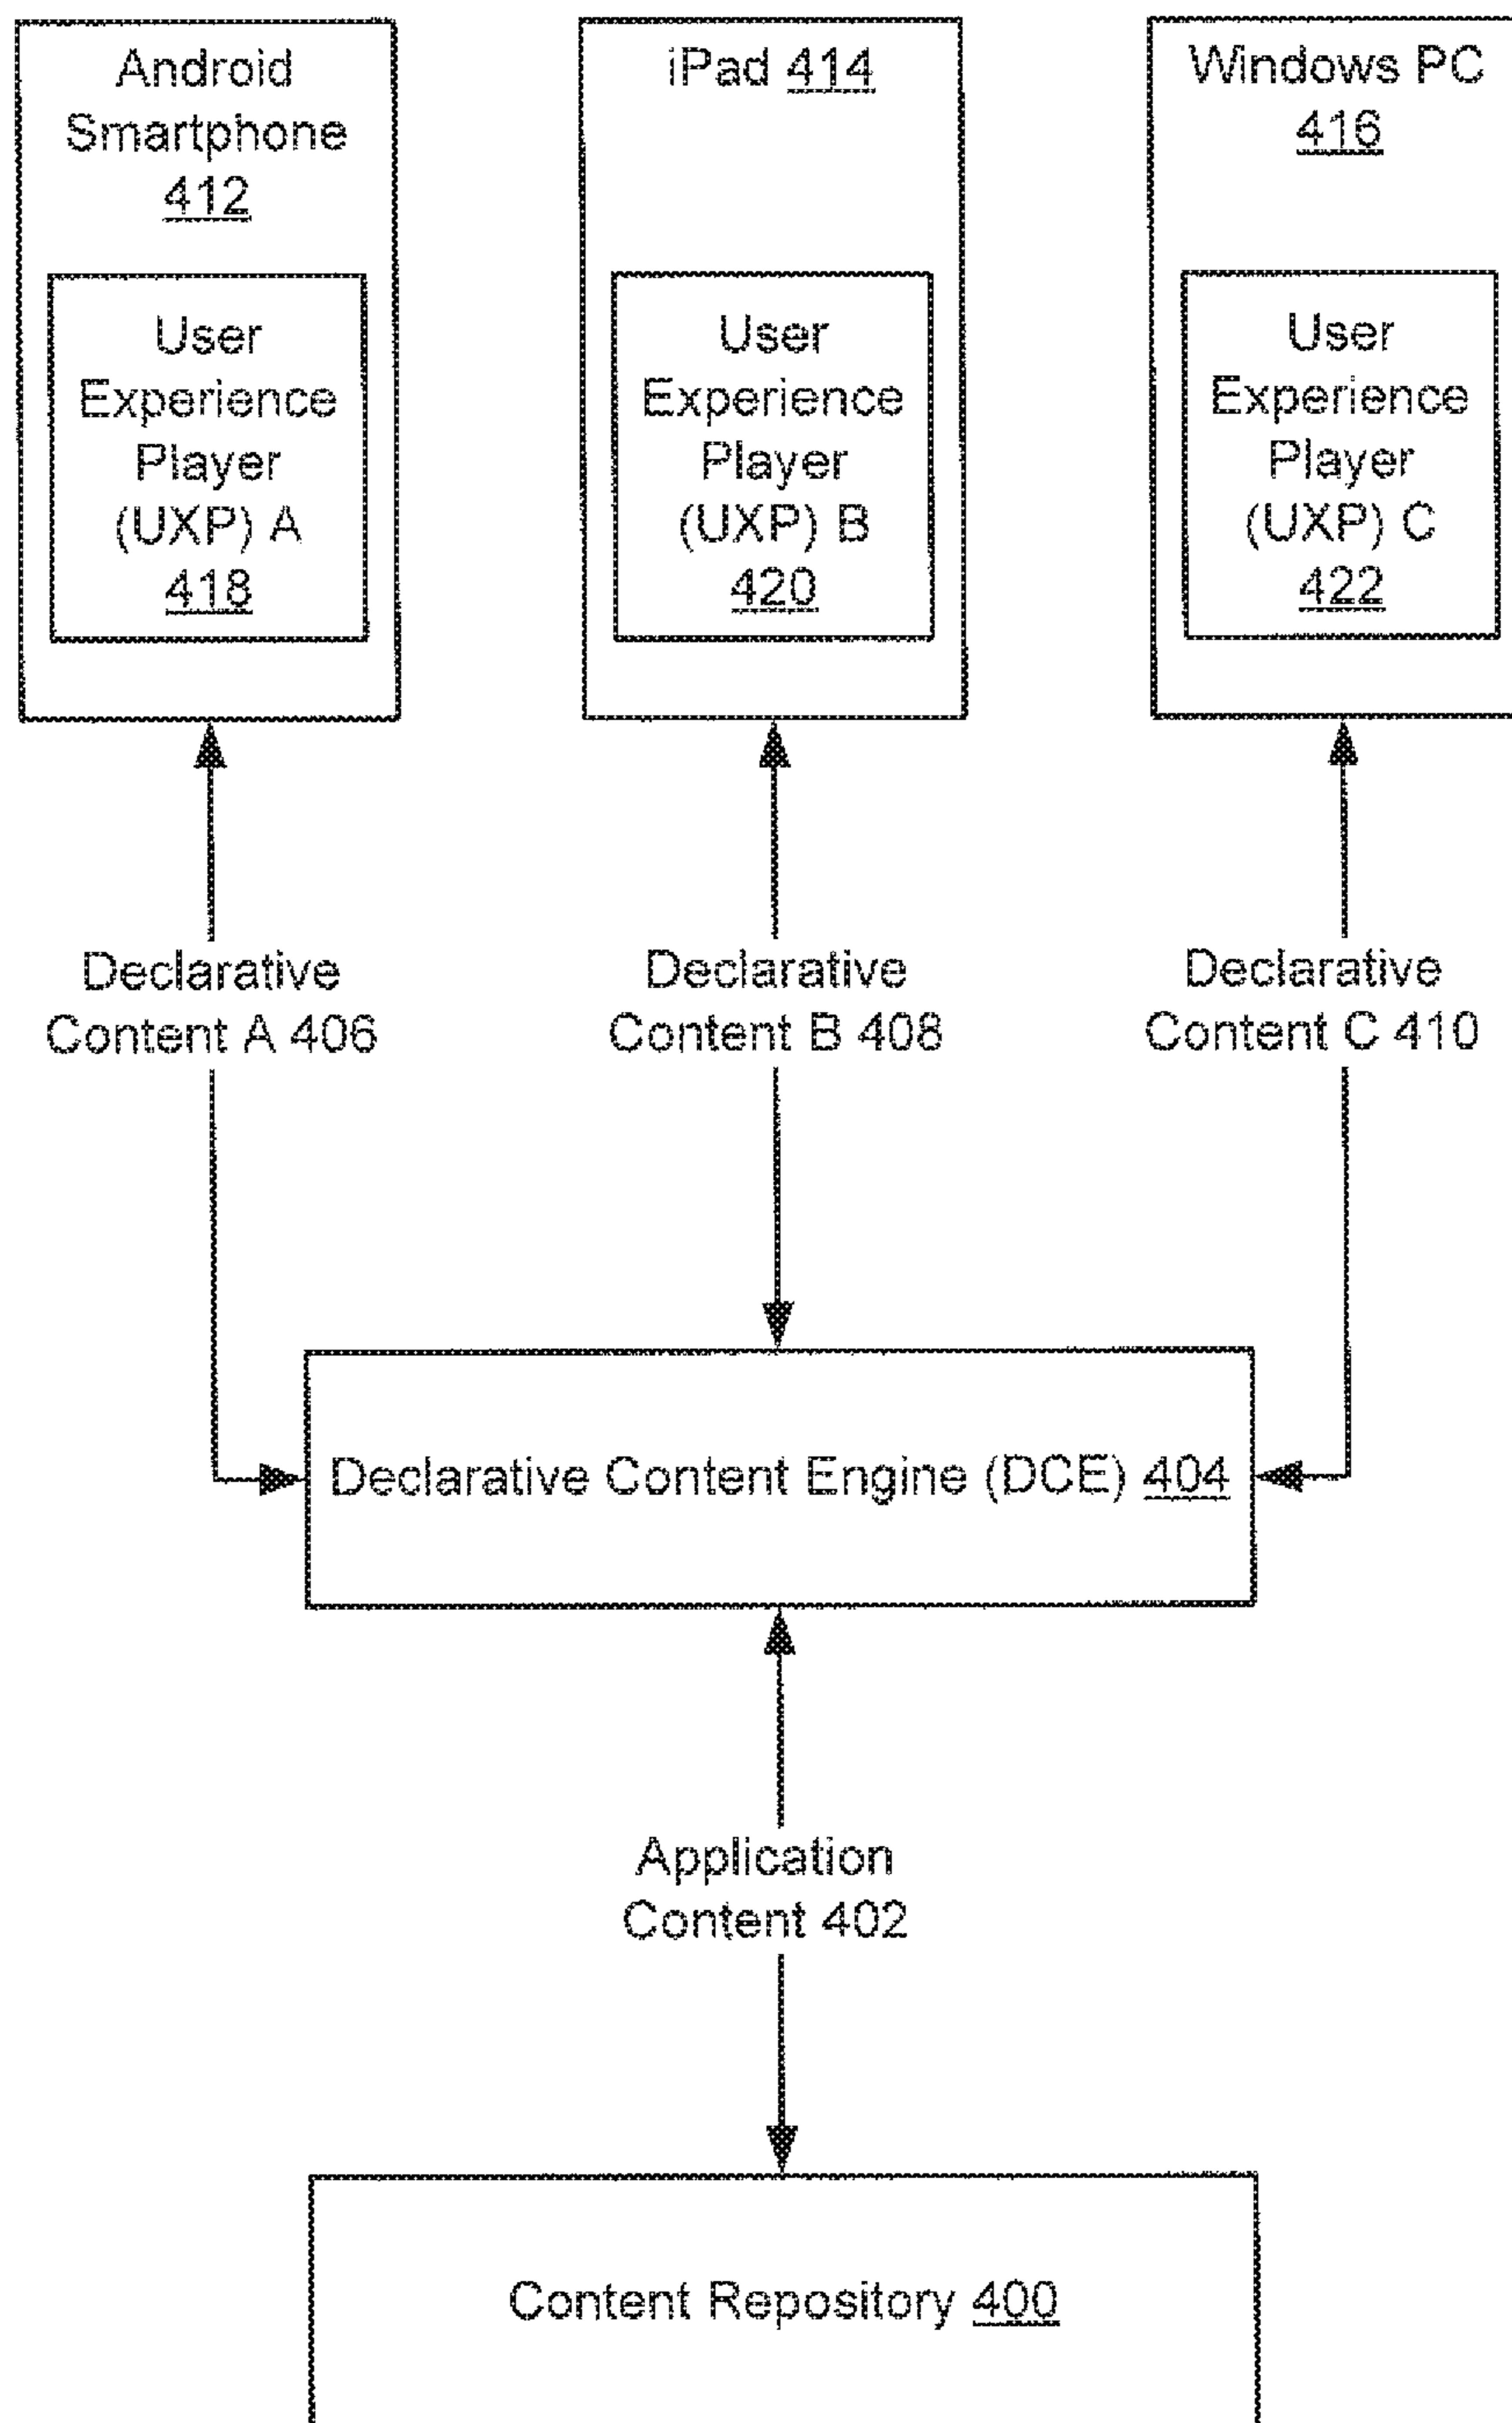 Android
Smartphone
412
User
Experience
Player
(UXP) A
418
iPad 414
User
Experience
Player
(UXP) B
420
Windows PC
416
User
Experience
Player
(UXP) C
422
Declarative
Content A 406
Declarative
Content B 408
Declarative
Content C 410
Declarative Content Engine (DCE) 404
Application
Content 402
Content Repository 400